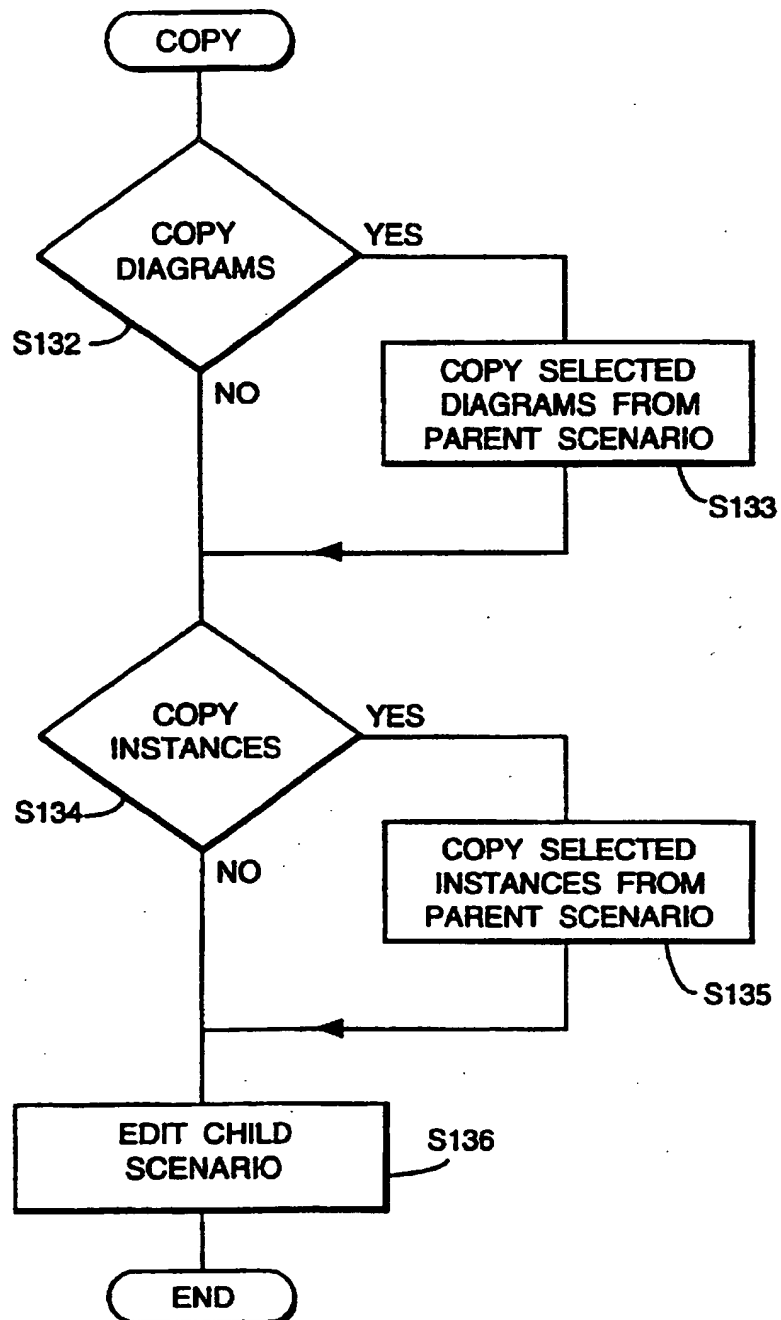 COPY
COPY
DIAGRAMS
YES
S132
NO
COPY SELECTED
DIAGRAMS FROM
PARENT SCENARIO
S133
COPY
INSTANCES
YES
S134
NO
COPY SELECTED
INSTANCES FROM
PARENT SCENARIO
S135
EDIT CHILD
SCENARIO
S136
END